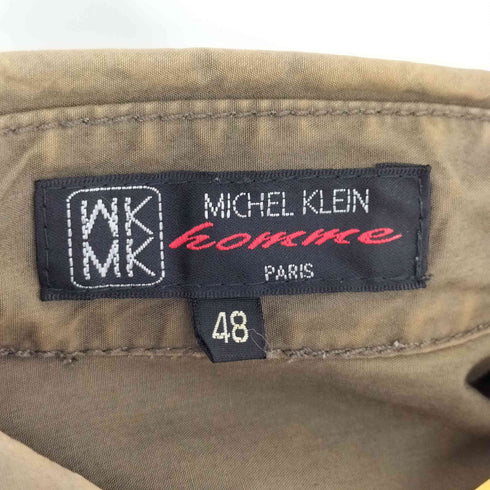 MICHEL KLEIN
homme
PARIS
MK
MK
48